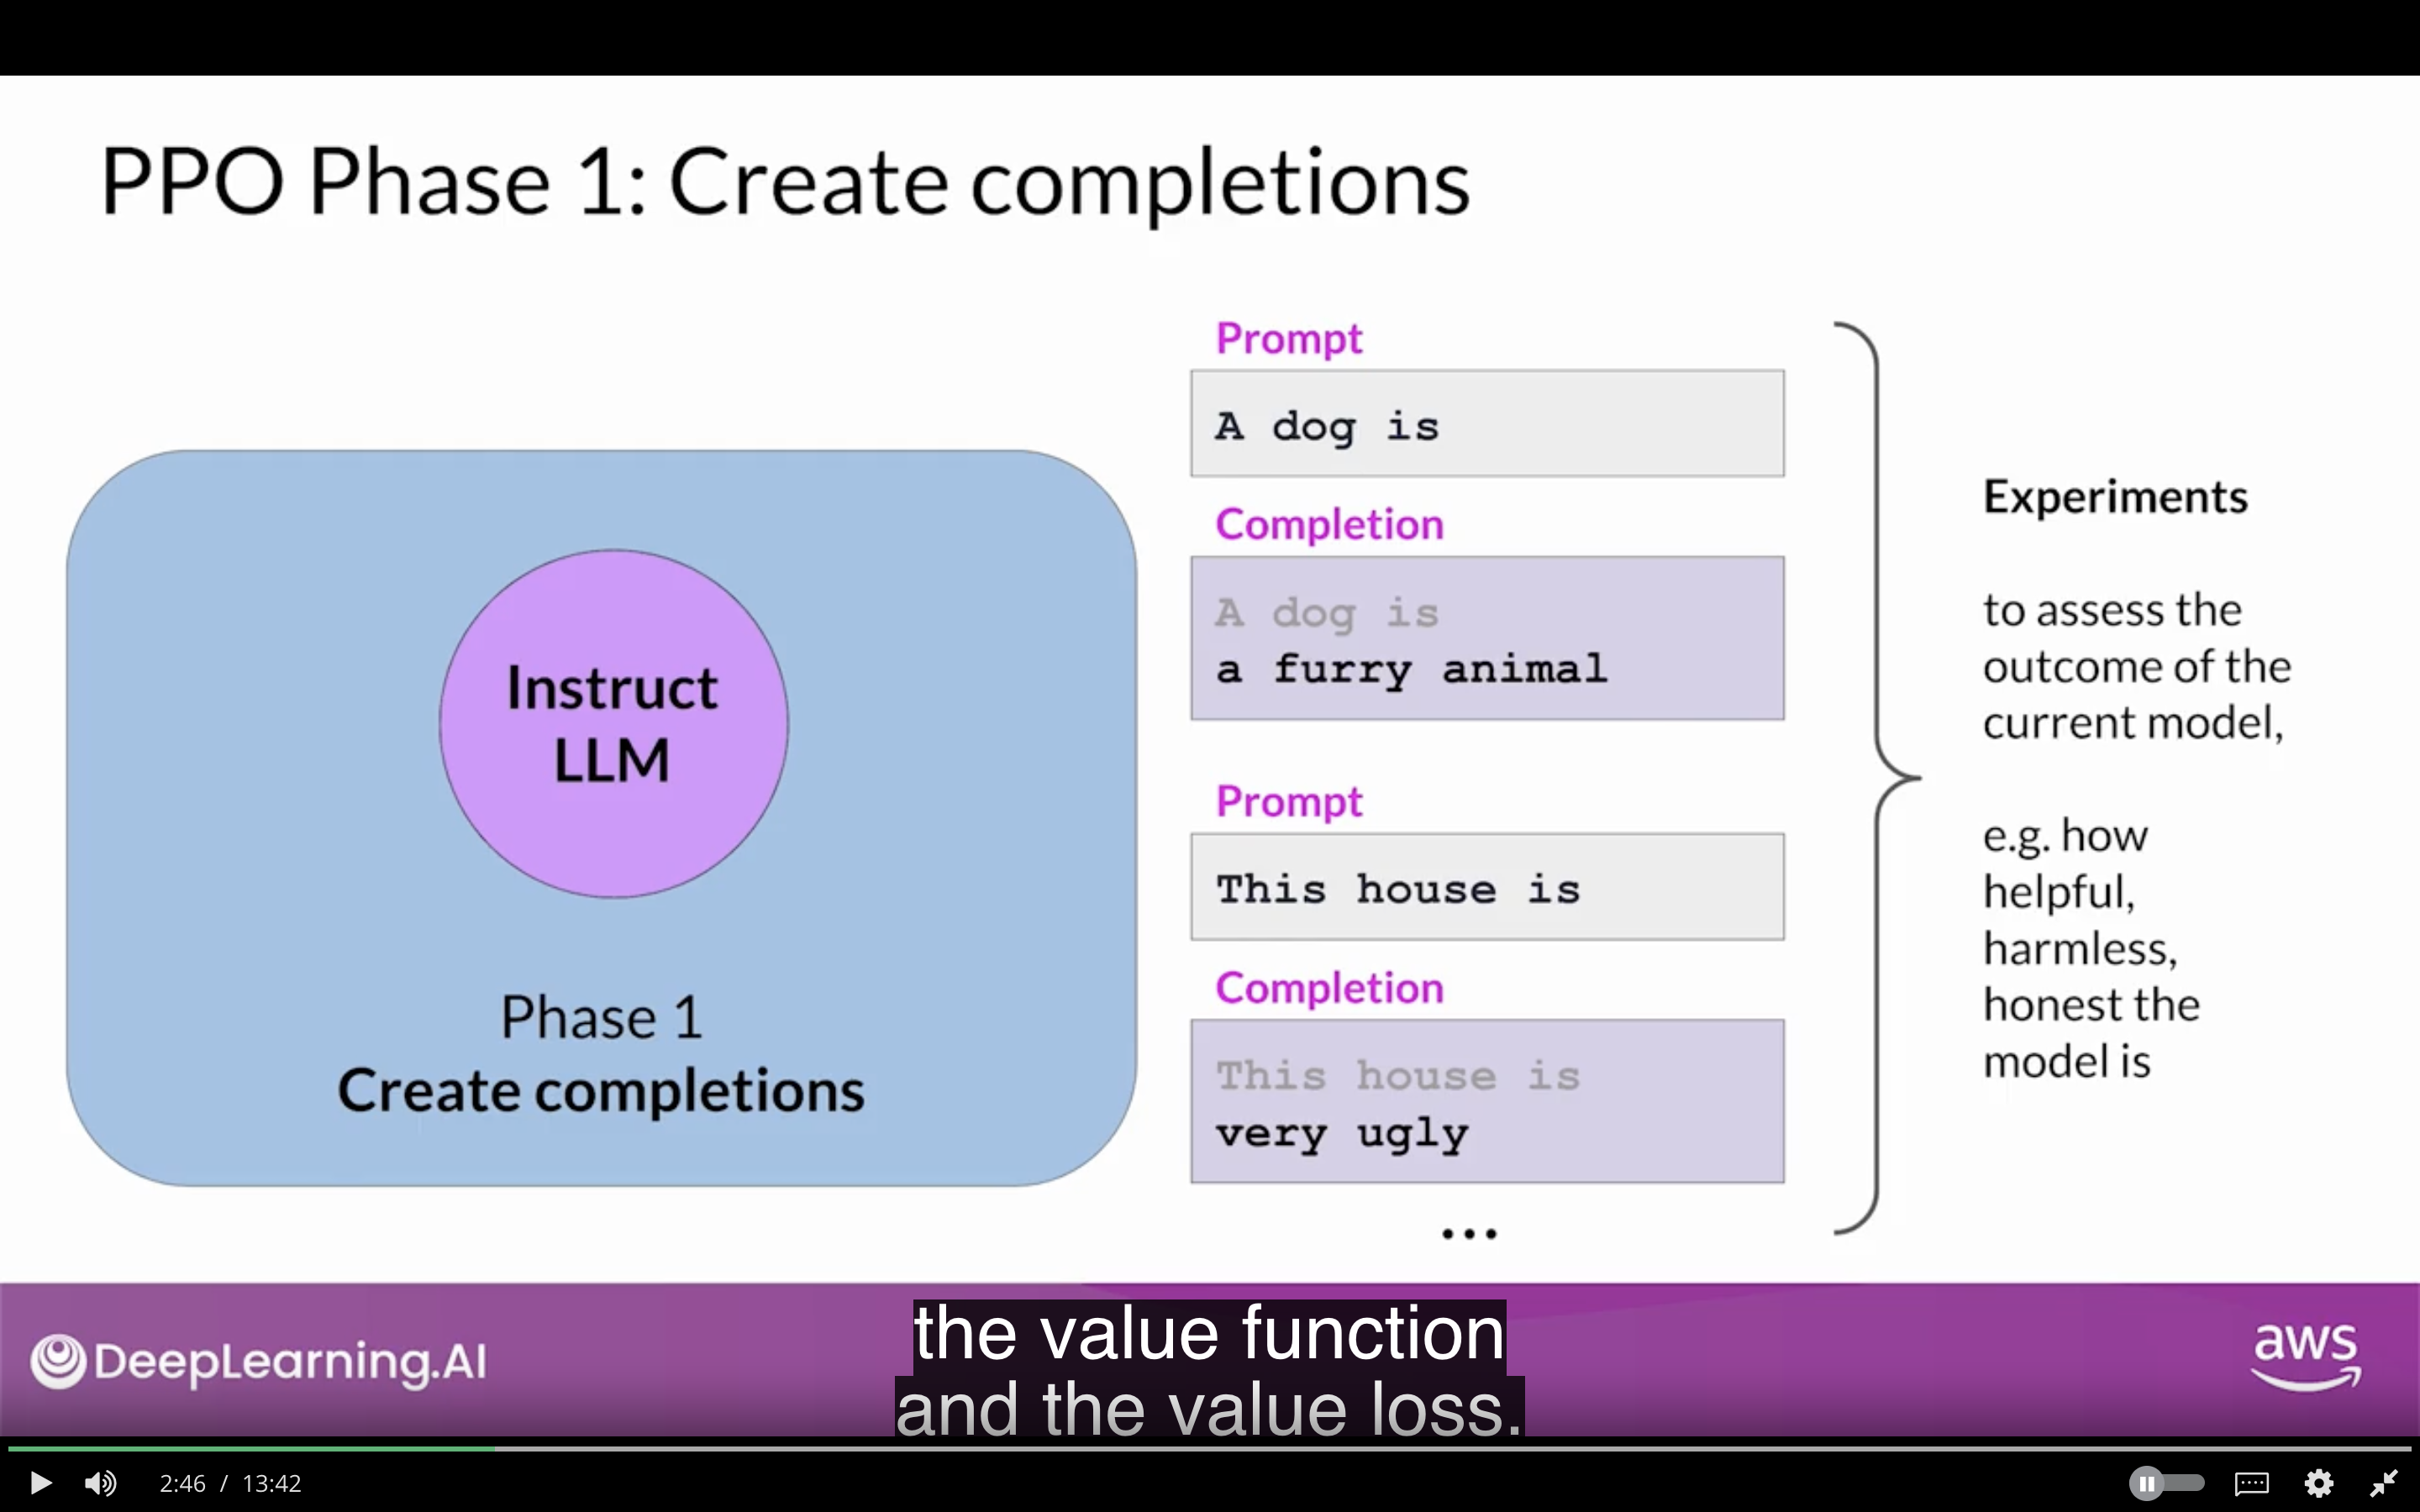 PPO Phase 1: Create completions
Instruct
LLM
Phase 1
Create completions
Prompt
A dog is
Completion
A dog is
a furry animal
Prompt
This house is
Completion
This house is
very ugly
...
Experiments
to assess the
outcome of the
current model,
e.g. how
helpful,
harmless,
honest the
model is
DeepLearning.AI
the value function
and the value loss.
aws
2:46 / 13:42